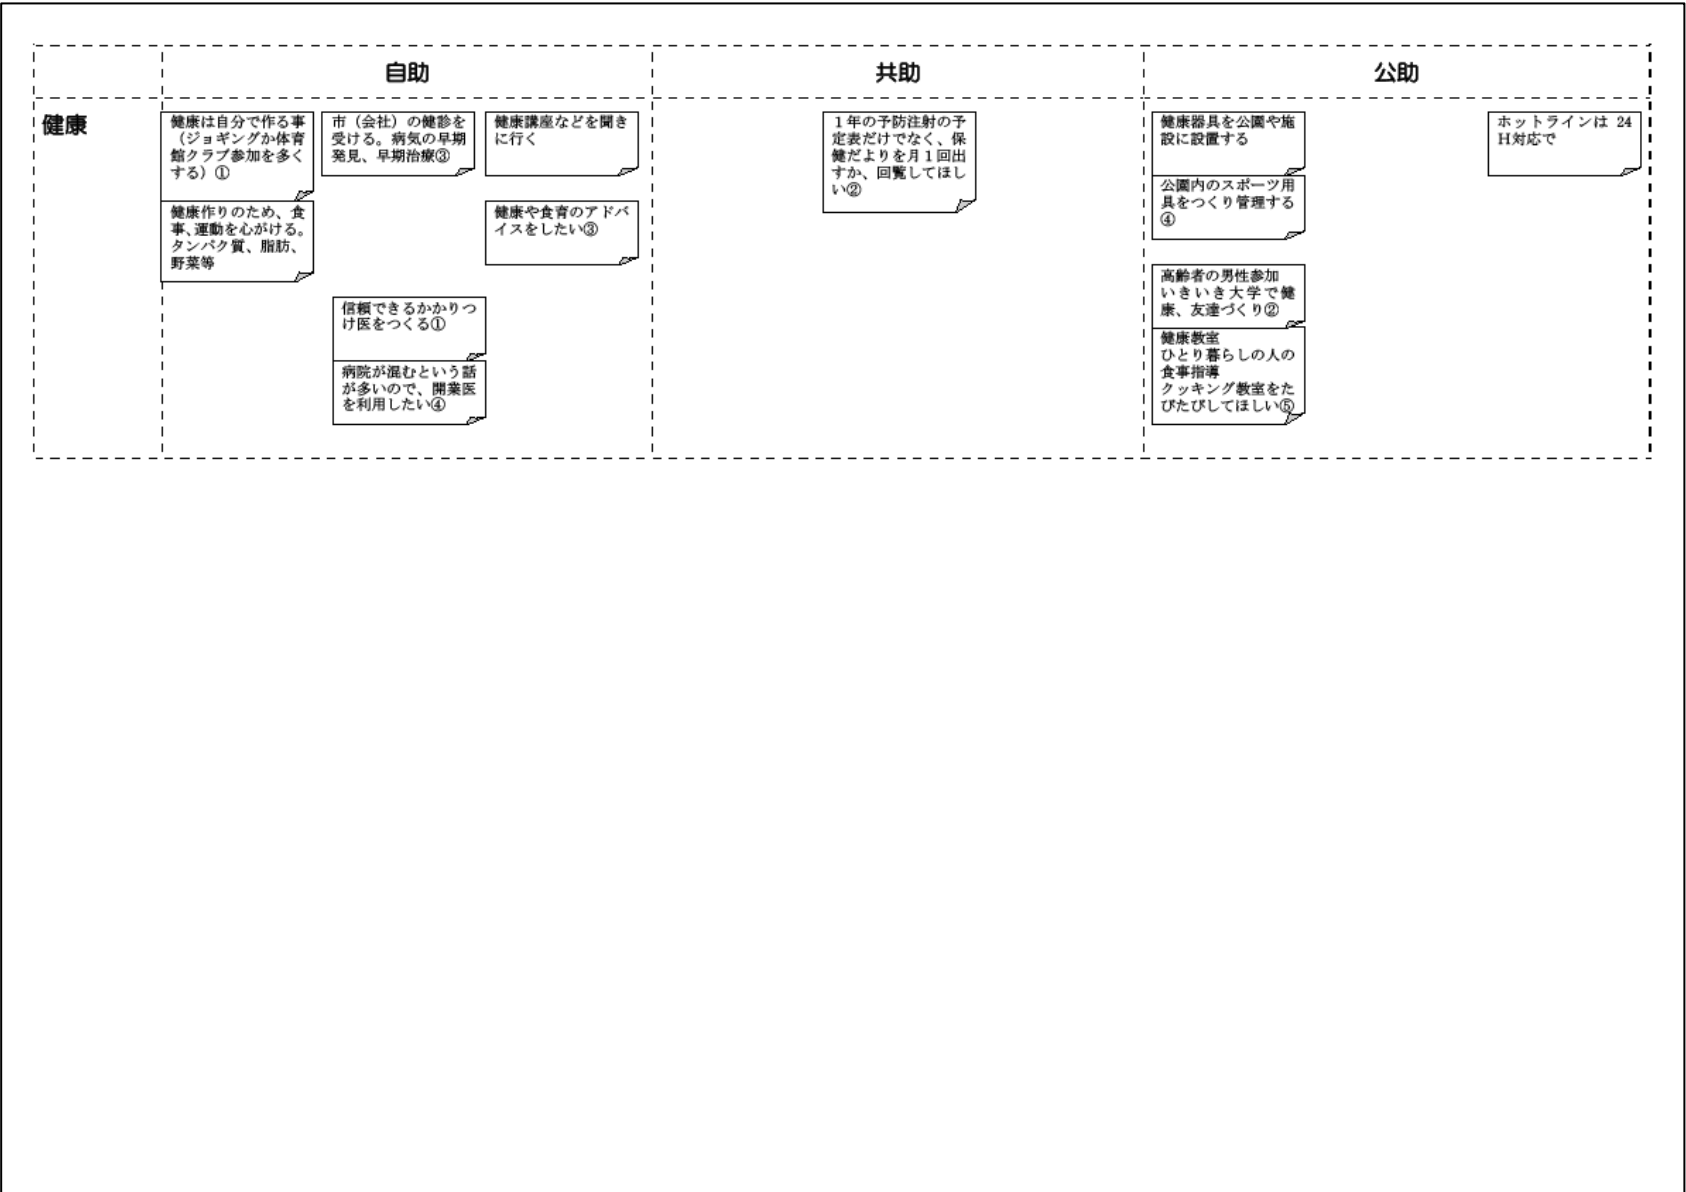 自助
共助
公助
健康
健康は自分で作る事
（ジョギングか体育
館クラブ参加を多く
する）①
健康作りのため、食
事、運動を心がける。
タンパク質、脂肪、
野菜等
市（会社）の健診を
受ける。病気の早期
発見、早期治療③
健康講座などを聞き
に行く
健康や食育のアドバ
イスをしたい③
信頼できるかかりつ
け医をつくる①
病院が混むという話
が多いので、開業医
を利用したい④
１年の予防注射の予
定表だけでなく、保
健だよりを月１回出
すか、回覧してほし
い②
健康器具を公園や施
設に設置する
公園内のスポーツ用
具をつくり管理する
④
高齢者の男性参加
いきいき大学で健
康、友達づくり②
健康教室
ひとり暮らしの人の
食事指導
クッキング教室をた
びたびしてほしい⑤
ホットラインは 24
H対応で